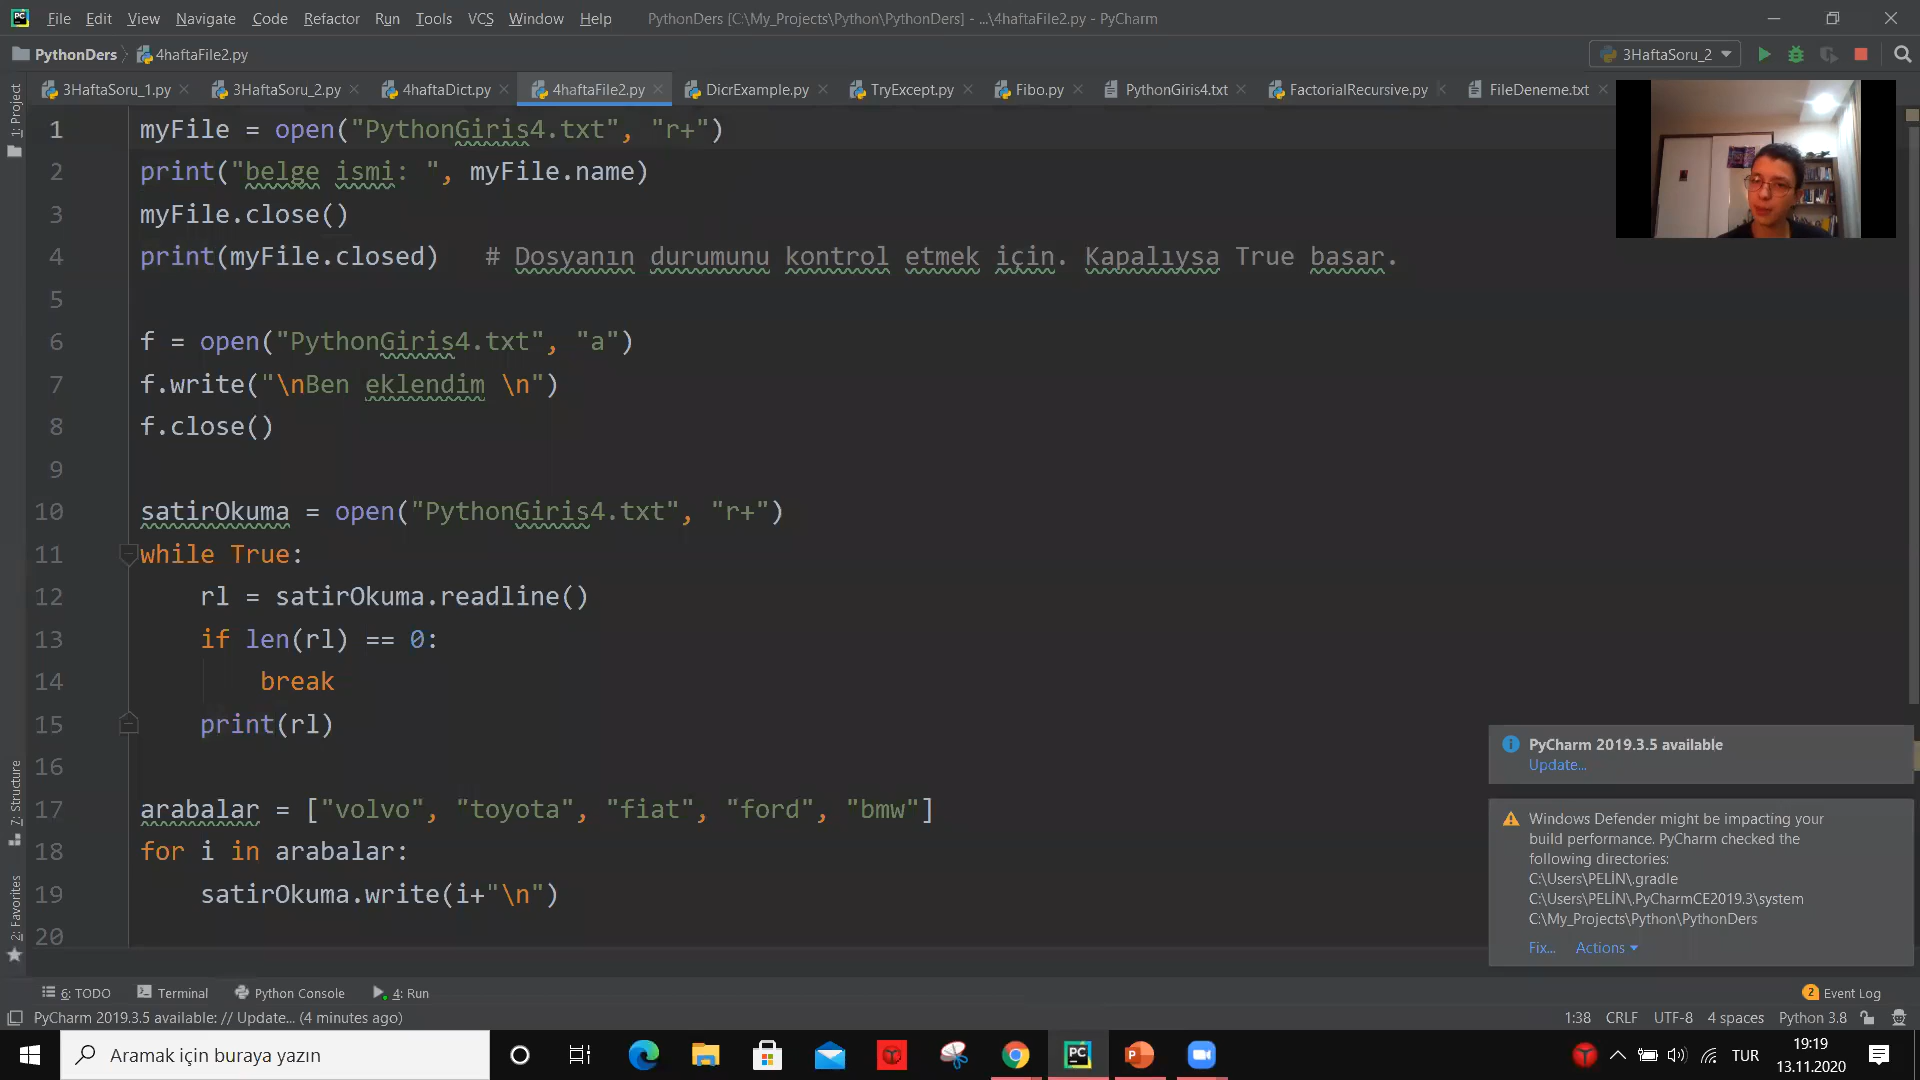 File Edit View Navigate Code Refactor Run Tools VCS Window Help PythonDers [C:\My_Projects\Python\PythonDers] - ...\4haftaFile2.py - PyCharm
PythonDers 4haftaFile2.py 3HaftaSoru_2
3HaftaSoru_1.py 3HaftaSoru_2.py 4haftaDict.py 4haftaFile2.py DicrExample.py TryExcept.py Fibo.py PythonGiris4.txt FactorialRecursive.py FileDeneme.txt
1: Project
1 myFile = open("PythonGiris4.txt", "r+")
2 print("belge ismi: ", myFile.name)
3 myFile.close()
4 print(myFile.closed) # Dosyanın durumunu kontrol etmek için. Kapalıysa True basar.
5
6 f = open("PythonGiris4.txt", "a")
7 f.write("\nBen eklendim \n")
8 f.close()
9
10 satirOkuma = open("PythonGiris4.txt", "r+")
11 while True:
12 rl = satirOkuma.readline()
13 if len(rl) == 0:
14 break
15 print(rl)
16
17 arabalar = ["volvo", "toyota", "fiat", "ford", "bmw"]
18 for i in arabalar:
19 satirOkuma.write(i+"\n")
20
7: Structure
2: Favorites
PyCharm 2019.3.5 available
Update...
Windows Defender might be impacting your
build performance. PyCharm checked the
following directories:
C:\Users\PELİN\.gradle
C:\Users\PELİN\.PyCharmCE2019.3\system
C:\My_Projects\Python\PythonDers
Fix... Actions
6: TODO Terminal Python Console 4: Run 2 Event Log
PyCharm 2019.3.5 available: // Update... (4 minutes ago) 1:38 CRLF UTF-8 4 spaces Python 3.8
Aramak için buraya yazın TUR 19:19
13.11.2020